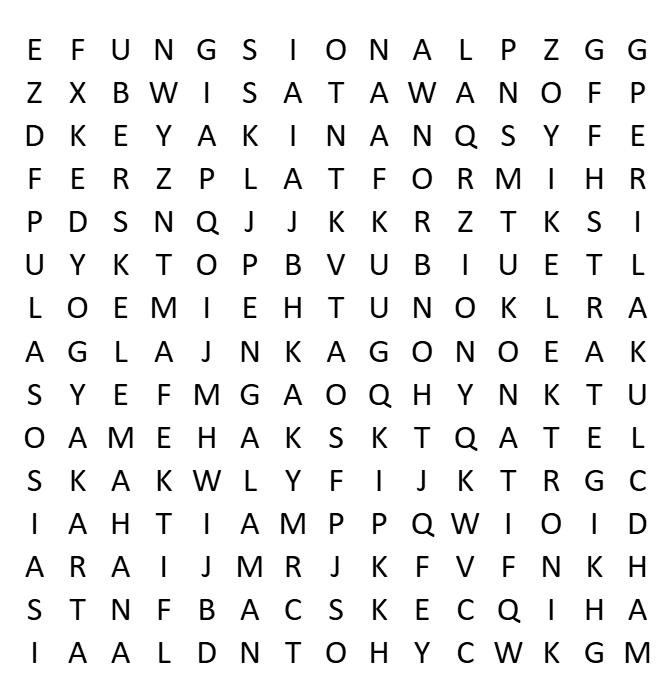 E F U N G S I O N A L P Z G G
Z X B W I S A T A W A N O F P
D K E Y A K I N A N Q S Y F E
F E R Z P L A T F O R M I H R
P D S N Q J J K K R Z T K S I
U Y K T O P B V U B I U E T L
L O E M I E H T U N O K L R A
A G L A J N K A G O N O E A K
S Y E F M G A O Q H Y N K T U
O A M E H A K S K T Q A T E L
S K A K W L Y F I J K T R G C
I A H T I A M P P Q W I O I D
A R A I J M R J K F V F N K H
S T N F B A C S K E C Q I H A
I A A L D N T O H Y C W K G M